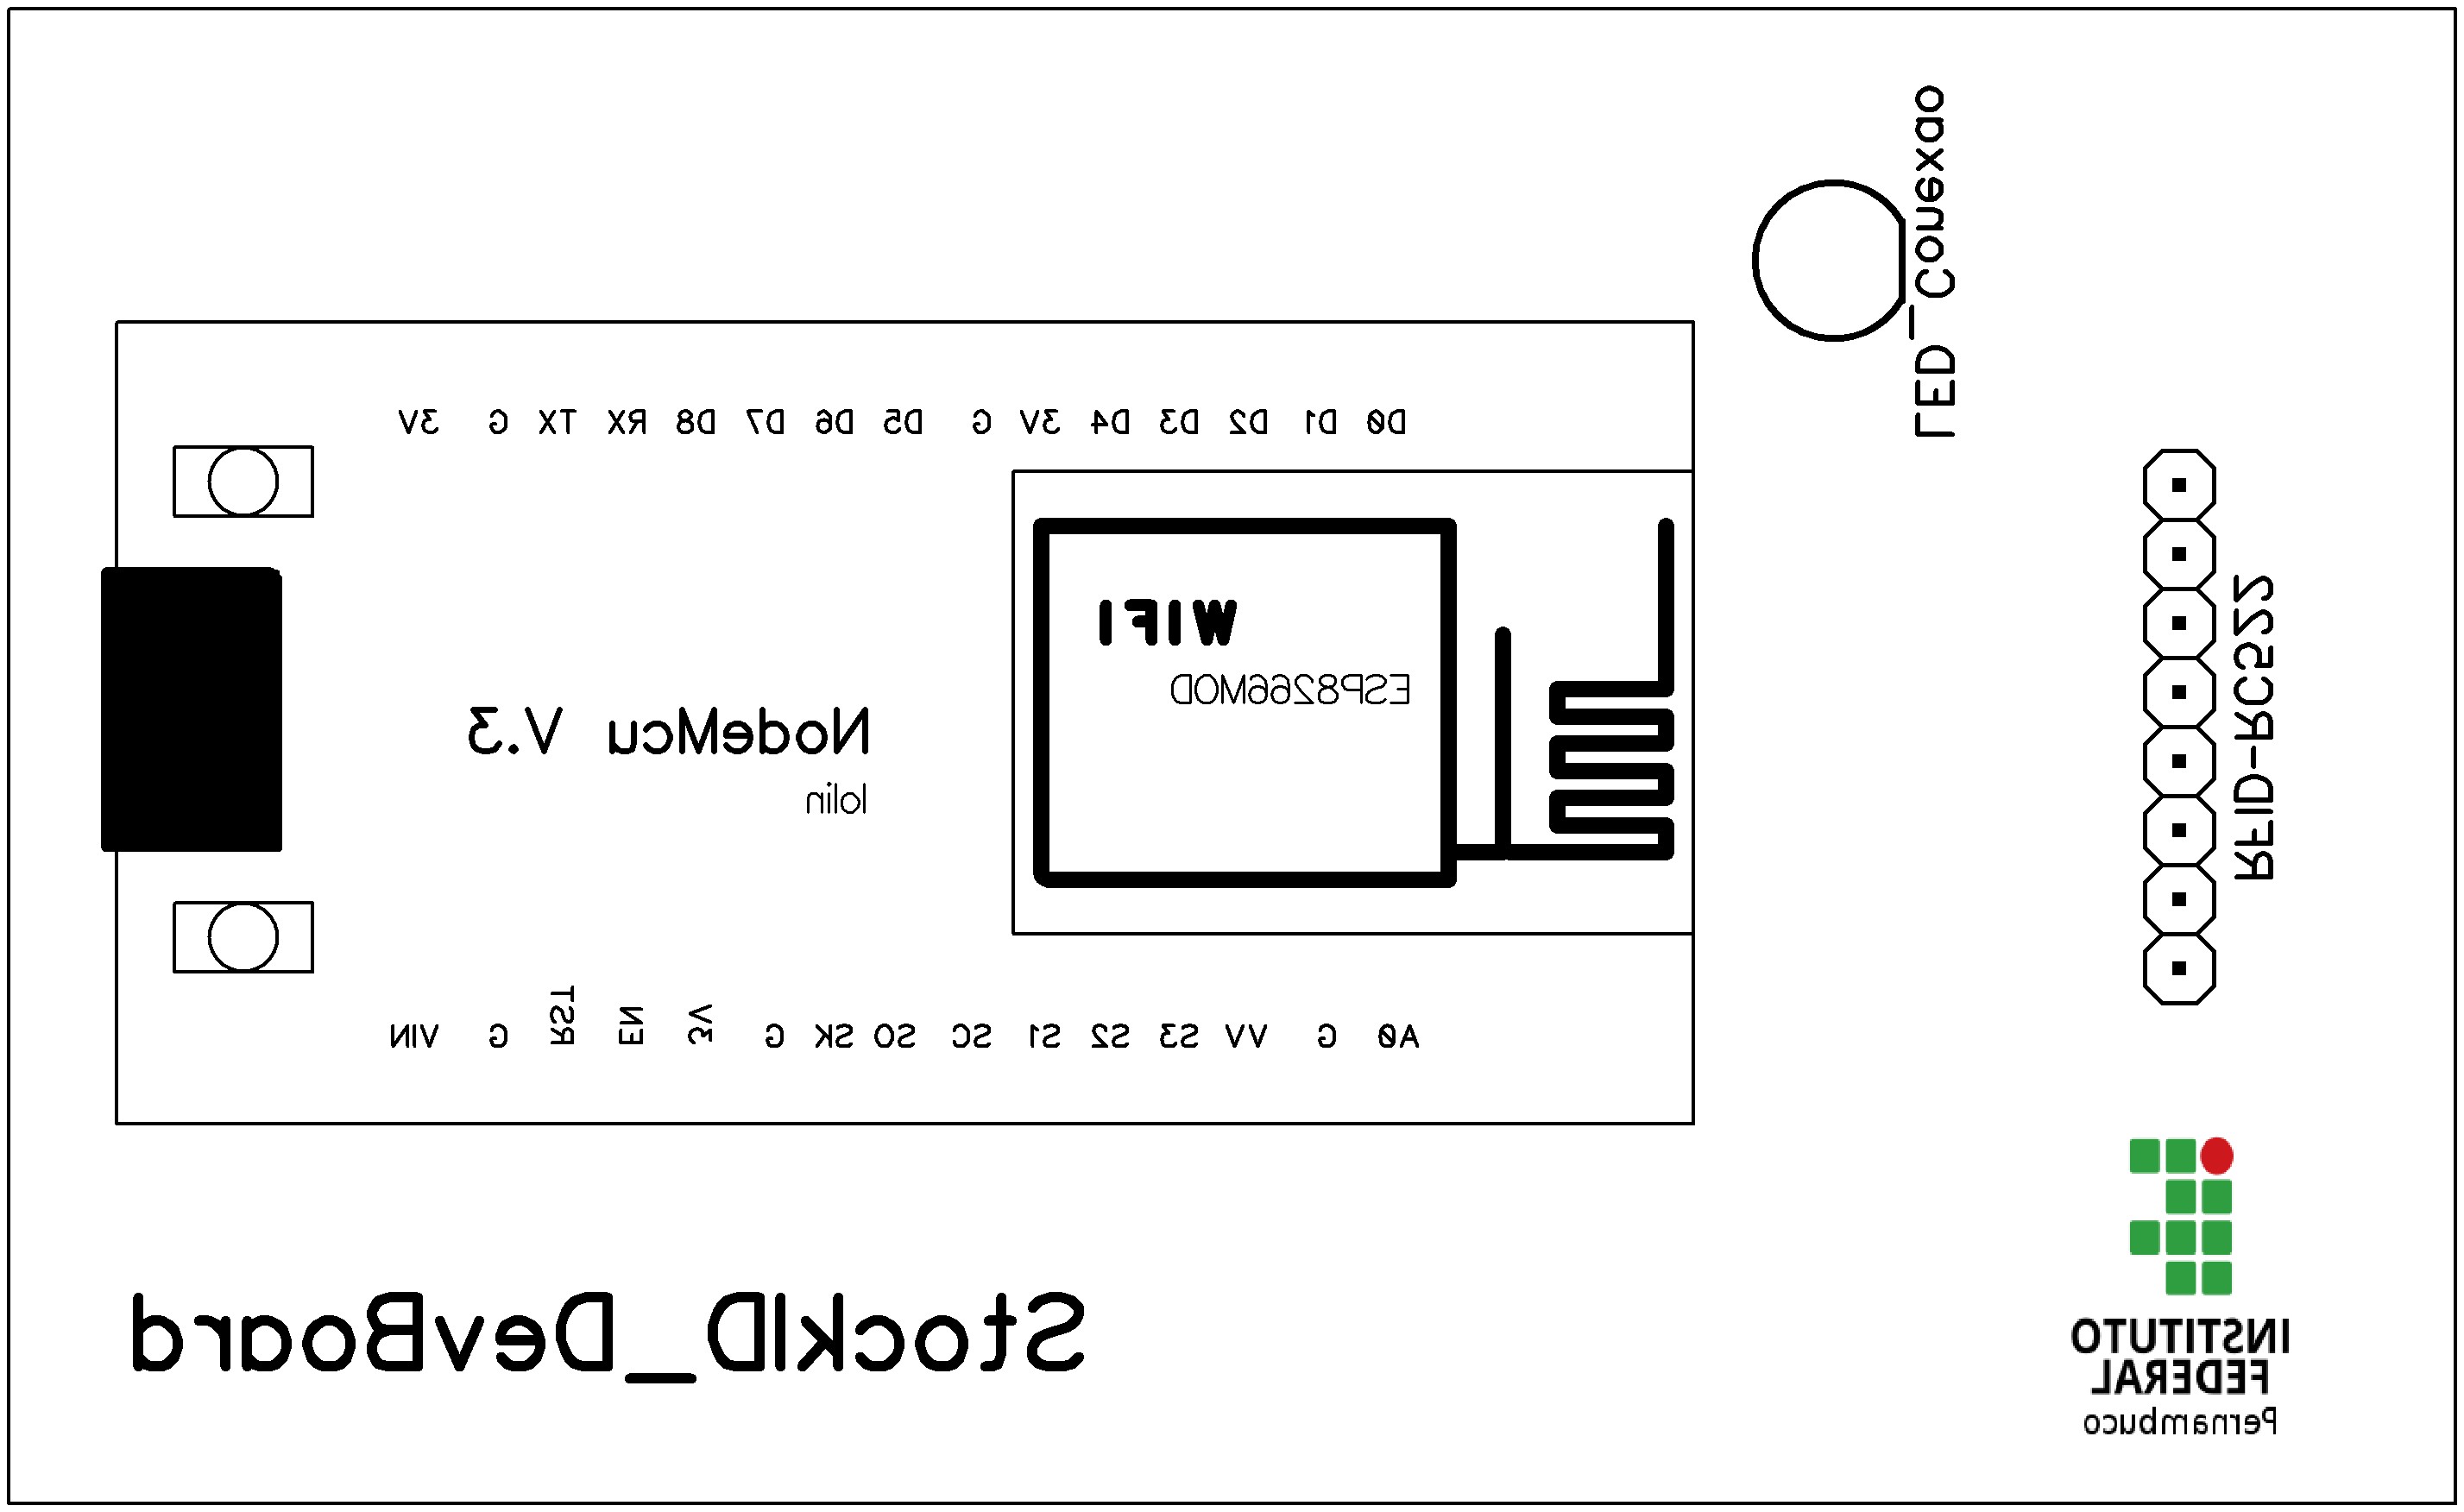 LED_Conexao
D0 D1 D2 D3 D4 3V G D5 D6 D7 D8 RX TX G 3V
WIFI
ESP8266MOD
NodeMcu V.3
lolin
RFID-RC522
A0 G VV S3 S2 S1 SC SO SK G 3V EN RST G VIN
StockID_DevBoard
INSTITUTO
FEDERAL
Pernambuco